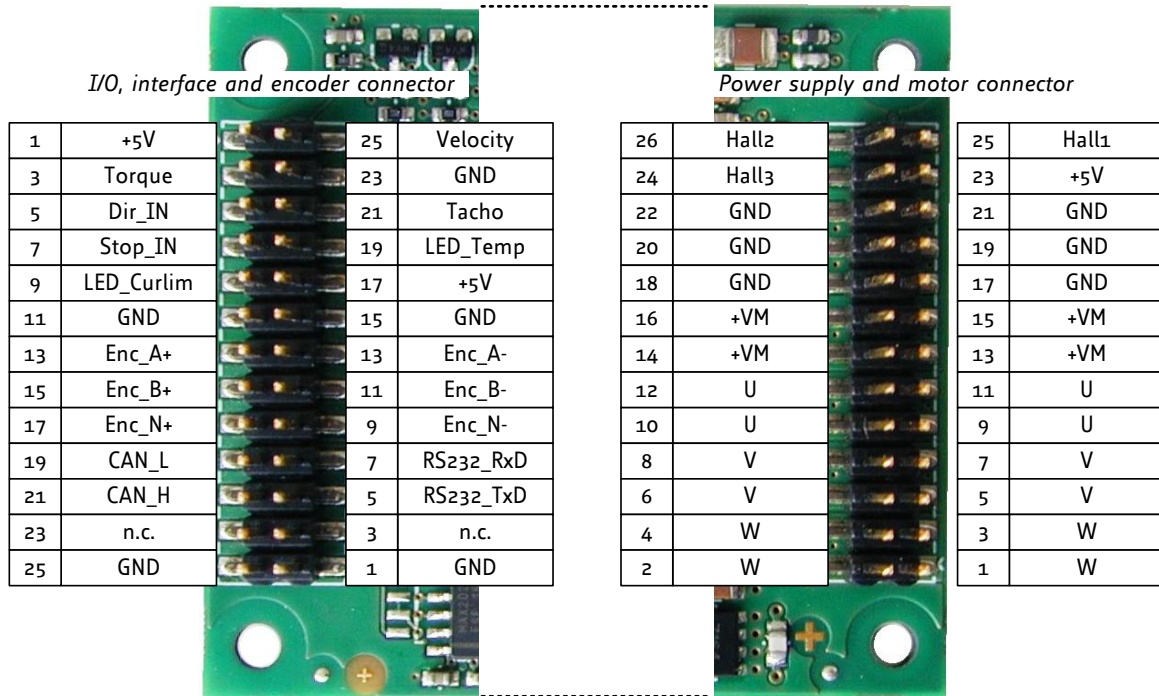 I/O, interface and encoder connector
Power supply and motor connector
1 +5V 25 Velocity
3 Torque 23 GND
5 Dir_IN 21 Tacho
7 Stop_IN 19 LED_Temp
9 LED_Curlim 17 +5V
11 GND 15 GND
13 Enc_A+ 13 Enc_A-
15 Enc_B+ 11 Enc_B-
17 Enc_N+ 9 Enc_N-
19 CAN_L 7 RS232_RxD
21 CAN_H 5 RS232_TxD
23 n.c. 3 n.c.
25 GND 1 GND
26 Hall2 25 Hall1
24 Hall3 23 +5V
22 GND 21 GND
20 GND 19 GND
18 GND 17 GND
16 +VM 15 +VM
14 +VM 13 +VM
12 U 11 U
10 U 9 U
8 V 7 V
6 V 5 V
4 W 3 W
2 W 1 W